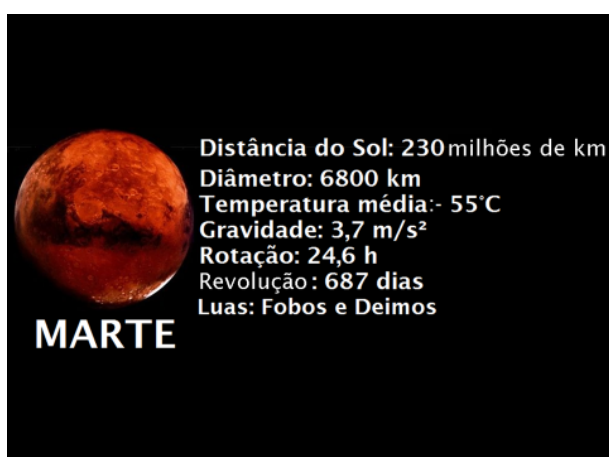 Distância do Sol: 230 milhões de km
Diâmetro: 6800 km
Temperatura média:- 55°C
Gravidade: 3,7 m/s²
Rotação: 24,6 h
Revolução : 687 dias
Luas: Fobos e Deimos
MARTE